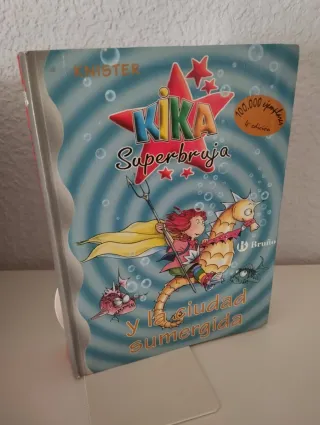 KNISTER
KIKA
Superbruja
100.000 ejemplares
Bruño
y la ciudad
sumergida